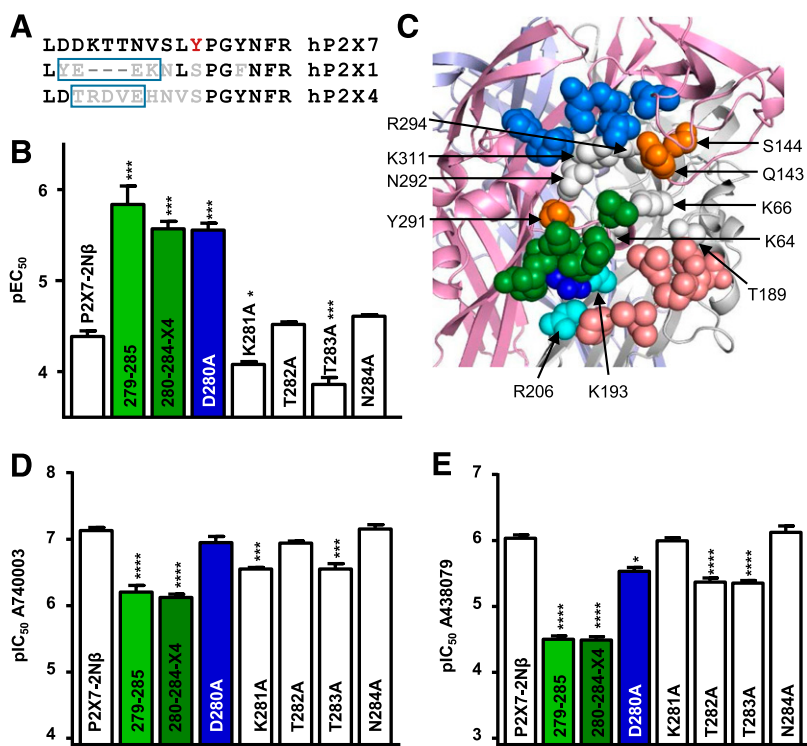 A
LDDKTTNVSLYPGYNFR hP2X7
LYE---EKNLSPGFNFR hP2X1
LDTRDVEHNVSPGYNFR hP2X4
B
pEC50
6
5
4
P2X7-2Nβ
279-285
***
280-284-X4
***
D280A
***
K281A *
T282A
T283A ***
N284A
C
R294
K311
N292
Y291
S144
Q143
K66
K64
T189
R206
K193
D
pIC50 A740003
8
7
6
5
4
P2X7-2Nβ
279-285
****
280-284-X4
****
D280A
K281A
***
T282A
T283A
***
N284A
E
pIC50 A438079
7
6
5
4
3
P2X7-2Nβ
279-285
****
280-284-X4
****
D280A
*
K281A
T282A
****
T283A
****
N284A